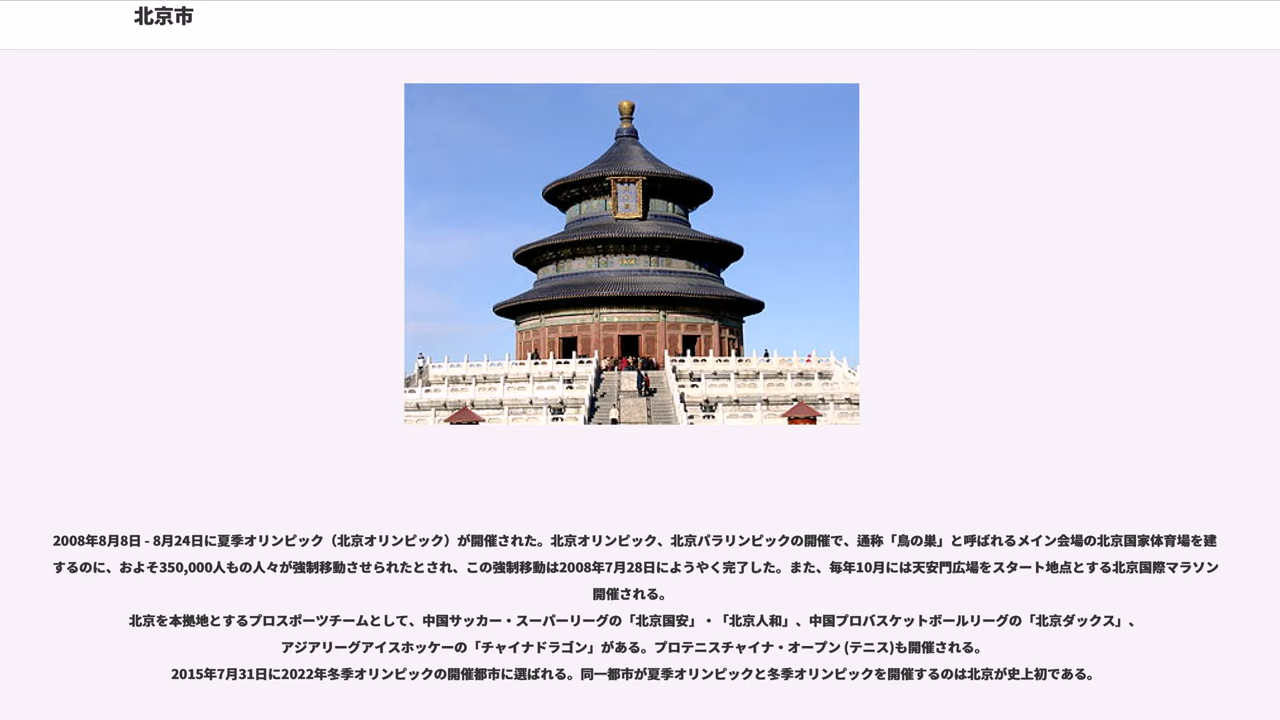 北京市
2008年8月8日 - 8月24日に夏季オリンピック（北京オリンピック）が開催された。北京オリンピック、北京パラリンピックの開催で、通称「鳥の巣」と呼ばれるメイン会場の北京国家体育場を建
するのに、およそ350,000人もの人々が強制移動させられたとされ、この強制移動は2008年7月28日にようやく完了した。また、毎年10月には天安門広場をスタート地点とする北京国際マラソン
開催される。
北京を本拠地とするプロスポーツチームとして、中国サッカー・スーパーリーグの「北京国安」・「北京人和」、中国プロバスケットボールリーグの「北京ダックス」、
アジアリーグアイスホッケーの「チャイナドラゴン」がある。プロテニスチャイナ・オープン (テニス)も開催される。
2015年7月31日に2022年冬季オリンピックの開催都市に選ばれる。同一都市が夏季オリンピックと冬季オリンピックを開催するのは北京が史上初である。